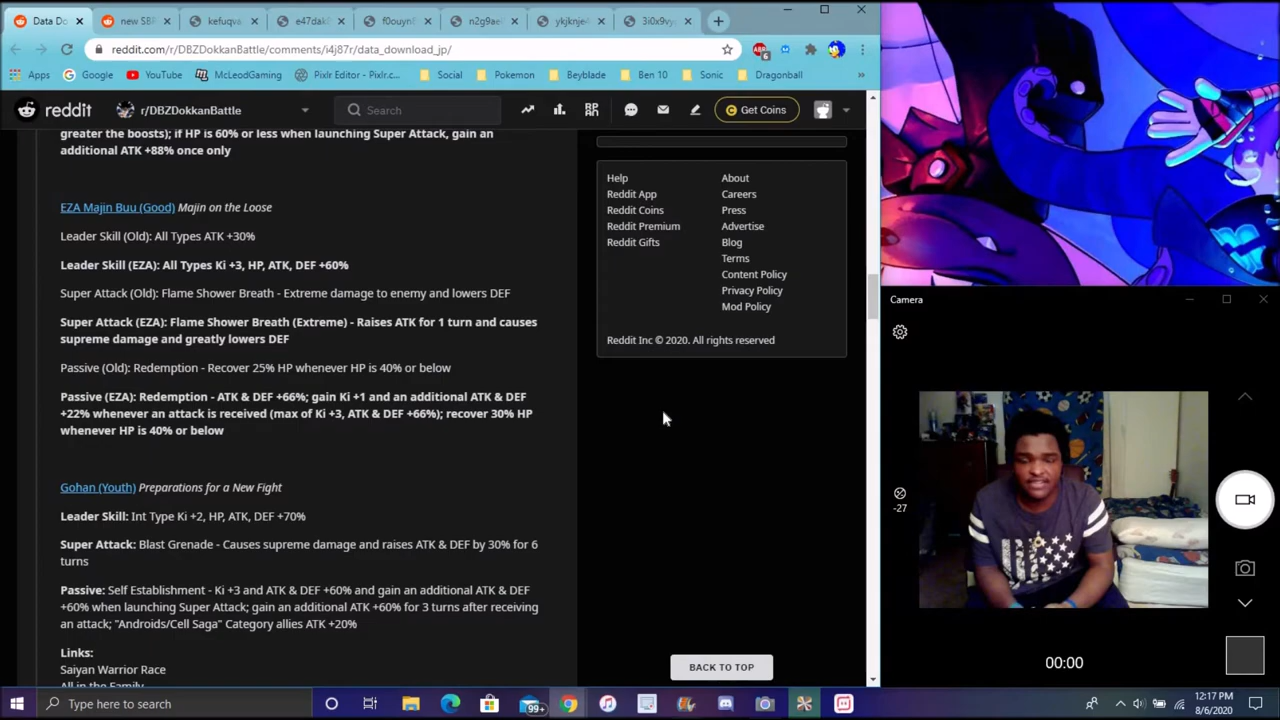 Data Do
new SBR
kefuqva
e47dak
f0ouyn
n2g9ae
ykjknje
3i0x9vy
reddit.com/r/DBZDokkanBattle/comments/i4j87r/data_download_jp/
Apps Google YouTube McLeodGaming Pixlr Editor - Pixlr.c... Social Pokemon Beyblade Ben 10 Sonic Dragonball
reddit r/DBZDokkanBattle Search Get Coins
greater the boosts); if HP is 60% or less when launching Super Attack, gain an
additional ATK +88% once only
EZA Majin Buu (Good) Majin on the Loose
Leader Skill (Old): All Types ATK +30%
Leader Skill (EZA): All Types Ki +3, HP, ATK, DEF +60%
Super Attack (Old): Flame Shower Breath - Extreme damage to enemy and lowers DEF
Super Attack (EZA): Flame Shower Breath (Extreme) - Raises ATK for 1 turn and causes
supreme damage and greatly lowers DEF
Passive (Old): Redemption - Recover 25% HP whenever HP is 40% or below
Passive (EZA): Redemption - ATK & DEF +66%; gain Ki +1 and an additional ATK & DEF
+22% whenever an attack is received (max of Ki +3, ATK & DEF +66%); recover 30% HP
whenever HP is 40% or below
Gohan (Youth) Preparations for a New Fight
Leader Skill: Int Type Ki +2, HP, ATK, DEF +70%
Super Attack: Blast Grenade - Causes supreme damage and raises ATK & DEF by 30% for 6
turns
Passive: Self Establishment - Ki +3 and ATK & DEF +60% and gain an additional ATK & DEF
+60% when launching Super Attack; gain an additional ATK +60% for 3 turns after receiving
an attack; "Androids/Cell Saga" Category allies ATK +20%
Links:
Saiyan Warrior Race
All in the Family
Help About
Reddit App Careers
Reddit Coins Press
Reddit Premium Advertise
Reddit Gifts Blog
Terms
Content Policy
Privacy Policy
Mod Policy
Reddit Inc © 2020. All rights reserved
BACK TO TOP
Camera
-27
00:00
Type here to search
99+
12:17 PM
8/6/2020